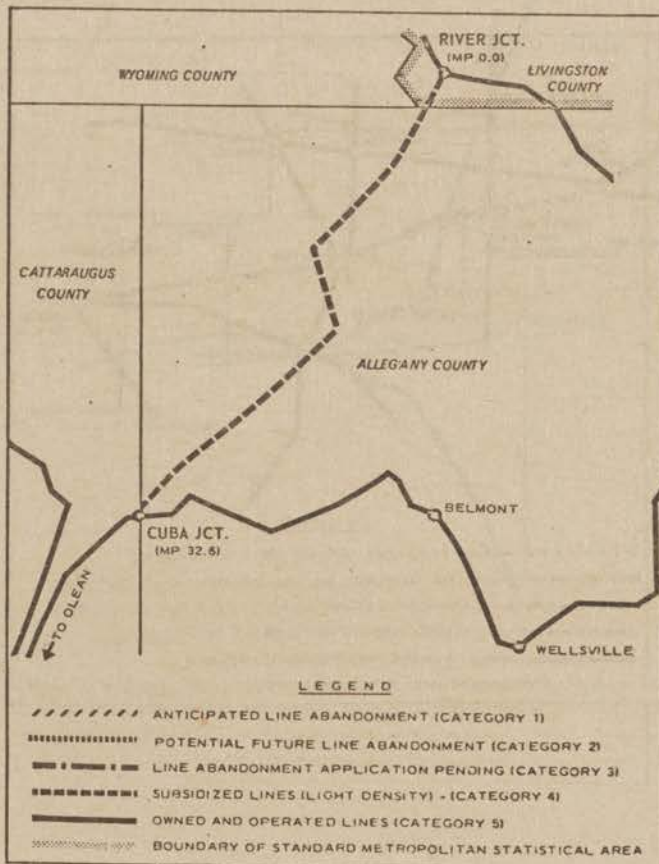 RIVER JCT.
(MP 0.0)
WYOMING COUNTY
LIVINGSTON
COUNTY
CATTARAUGUS
COUNTY
ALLEGANY COUNTY
BELMONT
CUBA JCT.
(MP 32.6)
TO OLEAN
WELLSVILLE
LEGEND
ANTICIPATED LINE ABANDONMENT (CATEGORY 1)
POTENTIAL FUTURE LINE ABANDONMENT (CATEGORY 2)
LINE ABANDONMENT APPLICATION PENDING (CATEGORY 3)
SUBSIDIZED LINES (LIGHT DENSITY) - (CATEGORY 4)
OWNED AND OPERATED LINES (CATEGORY 5)
BOUNDARY OF STANDARD METROPOLITAN STATISTICAL AREA